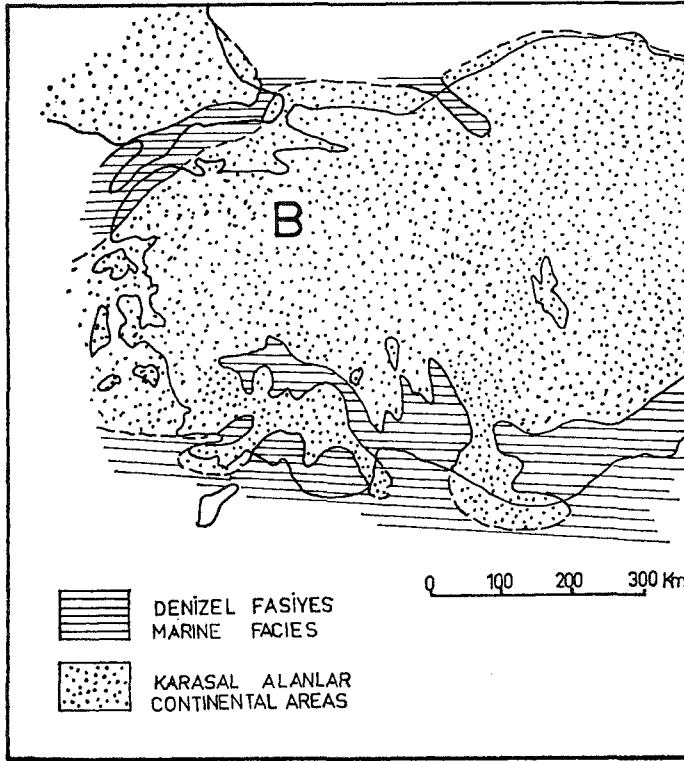 B
0 100 200 300 Km
DENİZEL FASİYES
MARINE FACIES
KARASAL ALANLAR
CONTINENTAL AREAS